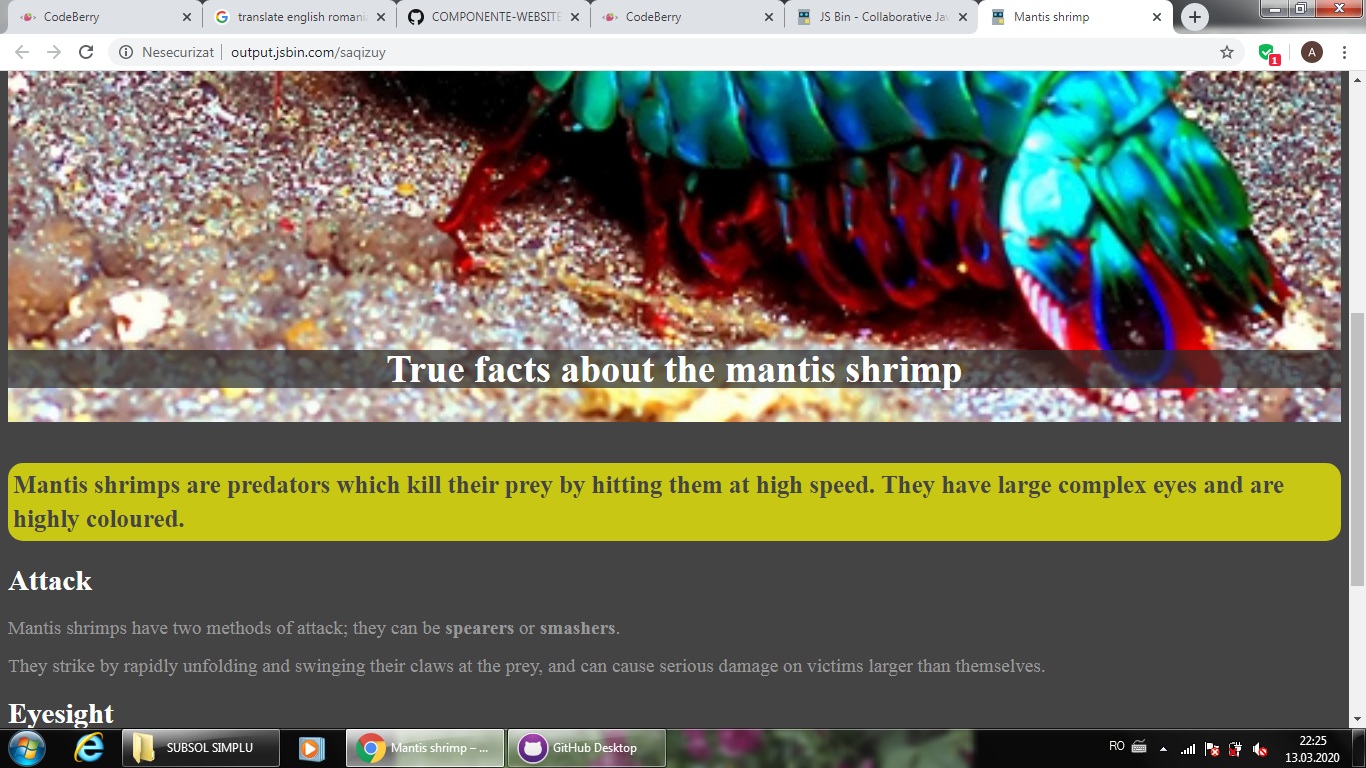 CodeBerry
translate english romani
COMPONENTE-WEBSITE
CodeBerry
JS Bin - Collaborative Jav
Mantis shrimp
Nesecurizat
output.jsbin.com/saqizuy
1
A
True facts about the mantis shrimp
Mantis shrimps are predators which kill their prey by hitting them at high speed. They have large complex eyes and are
highly coloured.
Attack
Mantis shrimps have two methods of attack; they can be spearers or smashers.
They strike by rapidly unfolding and swinging their claws at the prey, and can cause serious damage on victims larger than themselves.
Eyesight
SUBSOL SIMPLU
Mantis shrimp – ...
GitHub Desktop
RO
22:25
13.03.2020